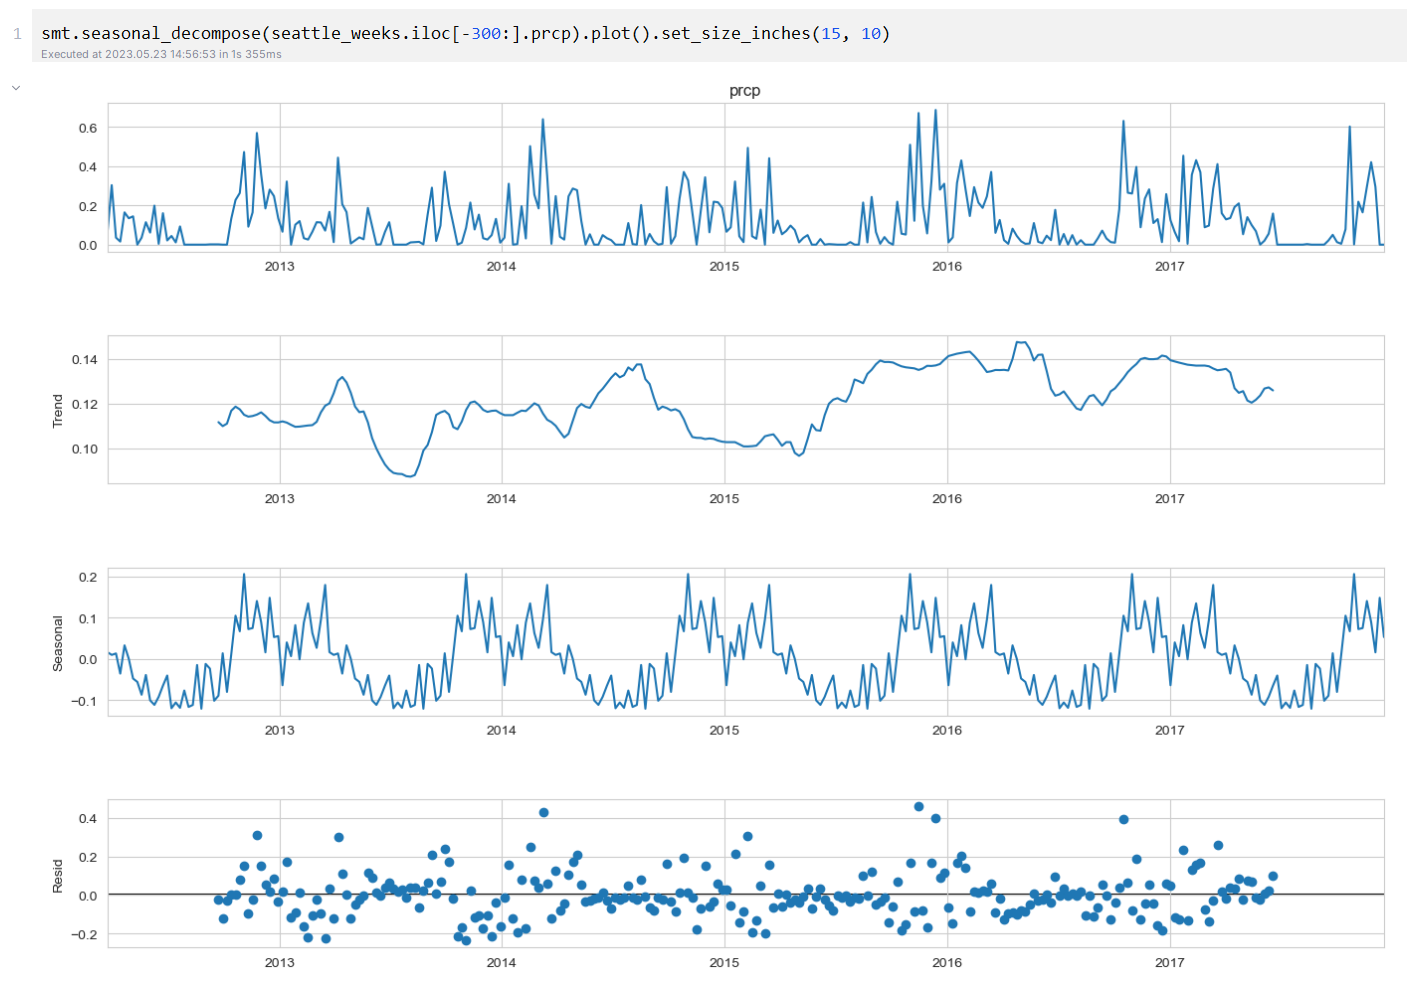 1 smt.seasonal_decompose(seattle_weeks.iloc[-300:].prcp).plot().set_size_inches(15, 10)
Executed at 2023.05.23 14:56:53 in 1s 355ms
prcp
0.6
0.4
0.2
0.0
2013 2014 2015 2016 2017
Trend
0.14
0.12
0.10
2013 2014 2015 2016 2017
Seasonal
0.2
0.1
0.0
−0.1
2013 2014 2015 2016 2017
Resid
0.4
0.2
0.0
−0.2
2013 2014 2015 2016 2017